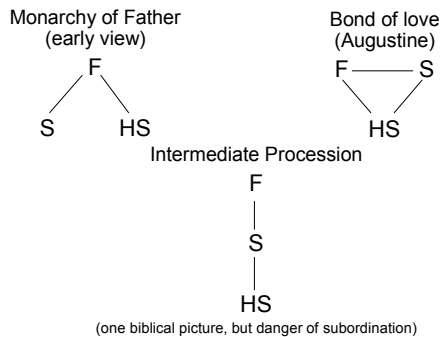 Monarchy of Father
(early view)
F
S HS
Bond of love
(Augustine)
F S
HS
Intermediate Procession
F
S
HS
(one biblical picture, but danger of subordination)